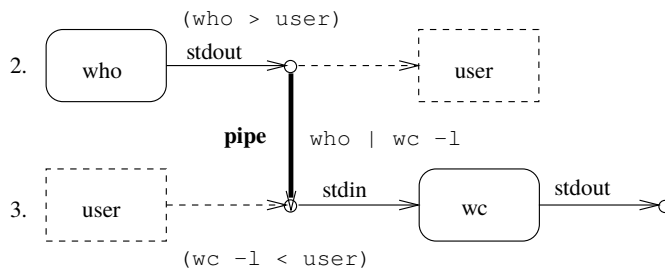 (who > user)
2. who stdout user
pipe who | wc -l
3. user stdin wc stdout
(wc -l < user)